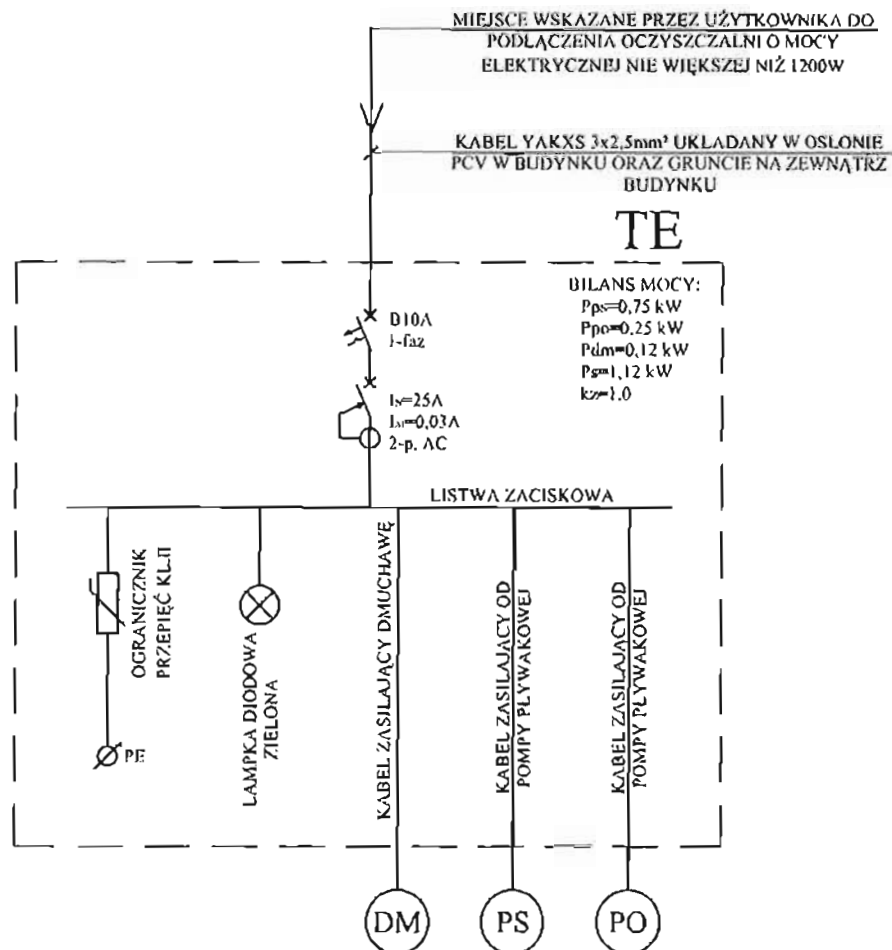 MIEJSCE WSKAZANE PRZEZ UŻYTKOWNIKA DO
PODŁĄCZENIA OCZYSZCZALNI O MOCY
ELEKTRYCZNEJ NIE WIĘKSZEJ NIŻ 1200W
KABEL YAKXS 3x2,5mm² UKŁADANY W OSŁONIE
PCV W BUDYNKU ORAZ GRUNCIE NA ZEWNĄTRZ
BUDYNKU
TE
BILANS MOCY:
Pps=0,75 kW
Ppo=0,25 kW
Pdm=0,12 kW
Ps=1,12 kW
kz=1.0
B10A
1-faz
IN=25A
IΔN=0,03A
2-p. AC
LISTWA ZACISKOWA
OGRANICZNIK
PRZEPIĘĆ KL.II
PE
LAMPKA DIODOWA
ZIELONA
KABEL ZASILAJĄCY DMUCHAWĘ
KABEL ZASILAJĄCY OD
POMPY PŁYWAKOWEJ
KABEL ZASILAJĄCY OD
POMPY PŁYWAKOWEJ
DM
PS
PO